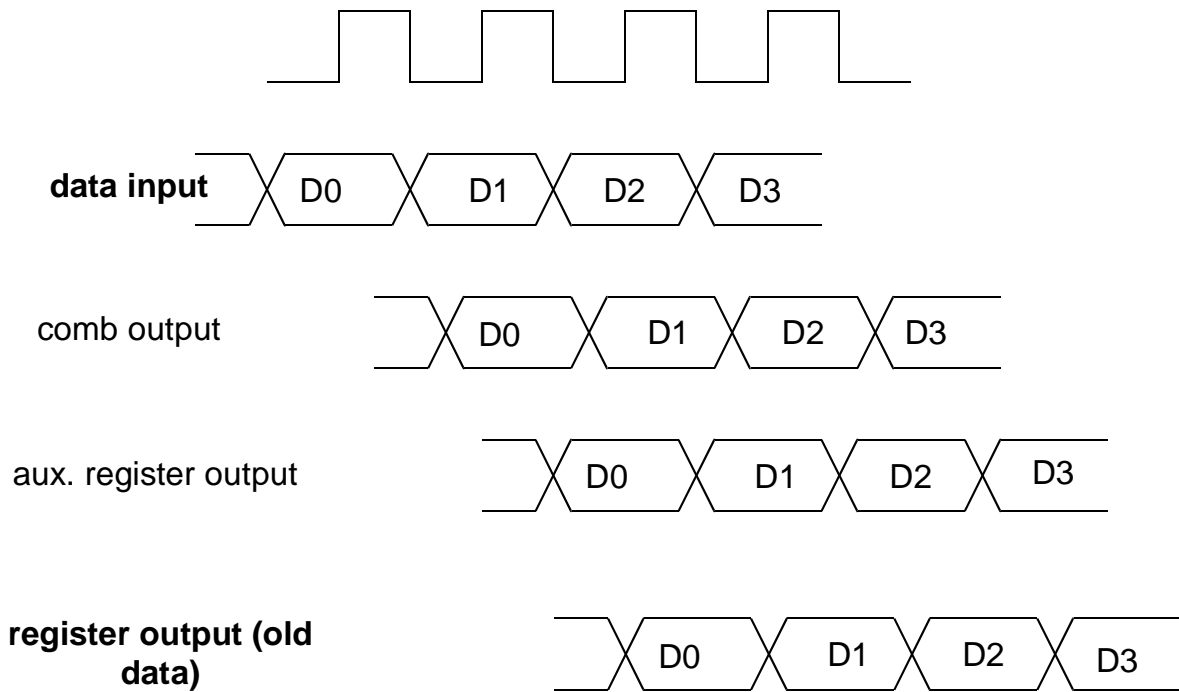 data input
D0 D1 D2 D3
comb output
D0 D1 D2 D3
aux. register output
D0 D1 D2 D3
register output (old
data)
D0 D1 D2 D3